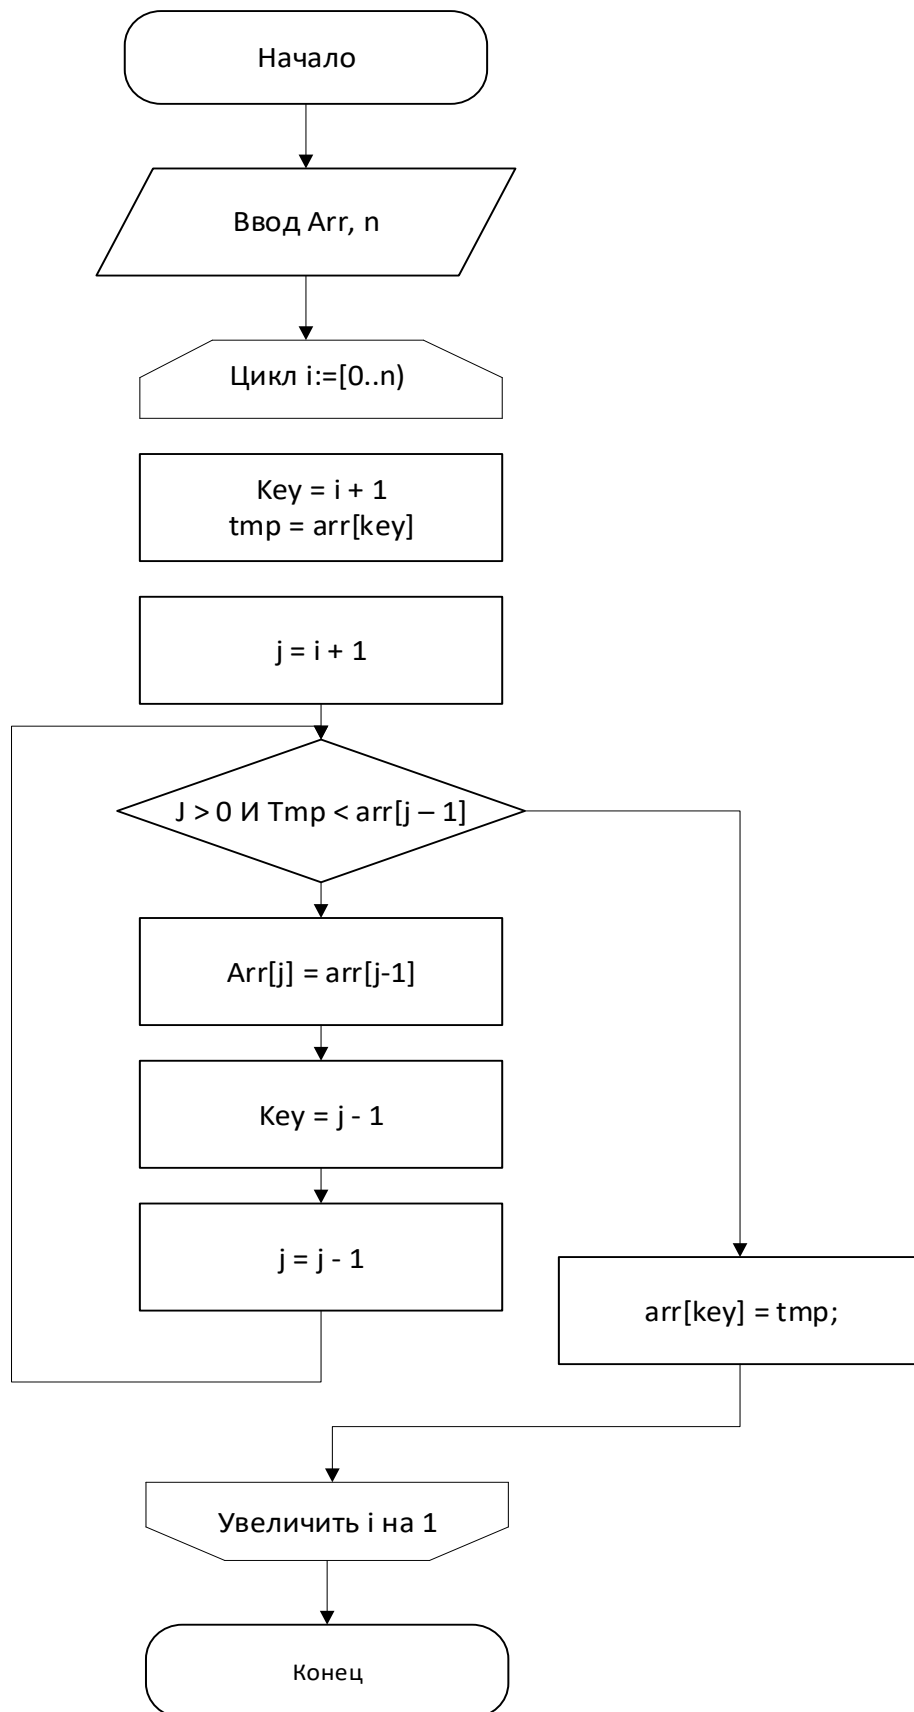 Начало
Ввод Arr, n
Цикл i:=[0..n)
Key = i + 1
tmp = arr[key]
j = i + 1
J > 0 И Tmp < arr[j – 1]
Arr[j] = arr[j-1]
Key = j - 1
j = j - 1
arr[key] = tmp;
Увеличить i на 1
Конец